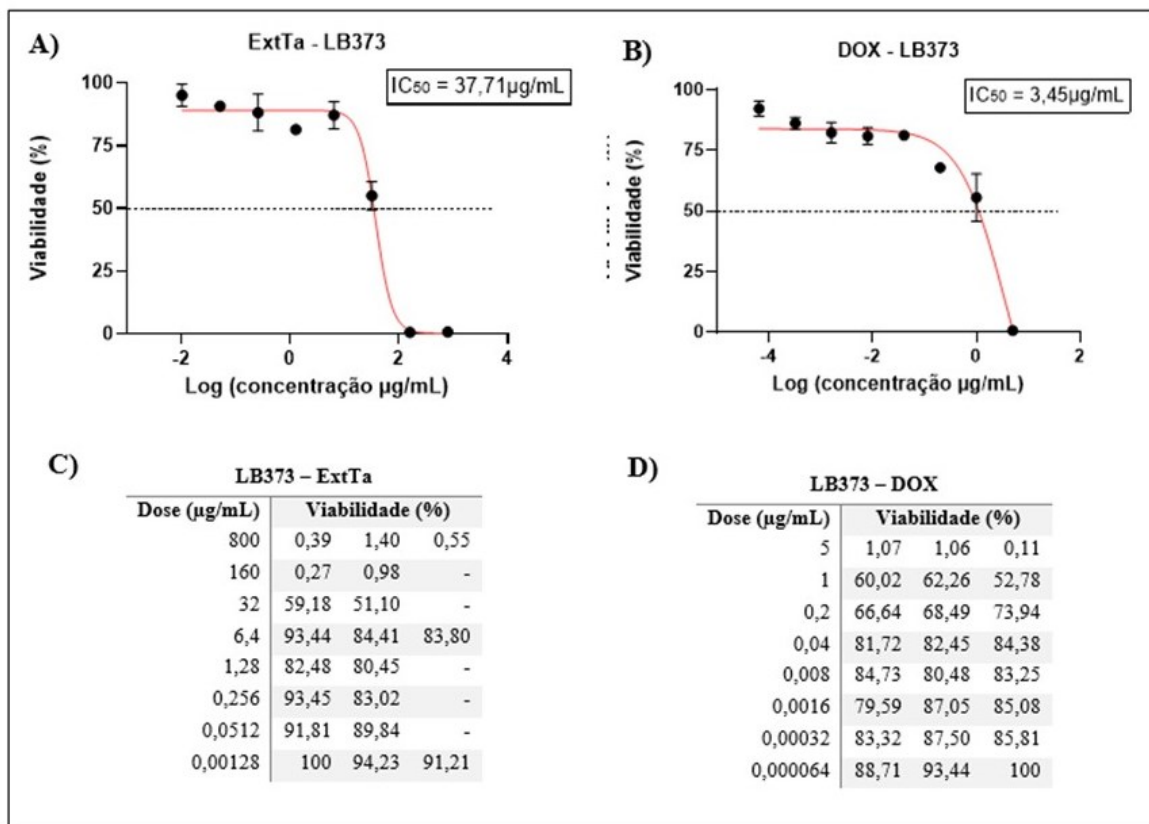 A)
ExtTa - LB373
IC50 = 37,71µg/mL
Viabilidade (%)
100
75
50
25
0
-2
0
2
4
Log (concentração µg/mL)
B)
DOX - LB373
IC50 = 3,45µg/mL
Viabilidade (%)
100
75
50
25
0
-4
-2
0
2
Log (concentração µg/mL)
C)
LB373 – ExtTa
Dose (µg/mL) Viabilidade (%)
800 0,39 1,40 0,55
160 0,27 0,98 -
32 59,18 51,10 -
6,4 93,44 84,41 83,80
1,28 82,48 80,45 -
0,256 93,45 83,02 -
0,0512 91,81 89,84 -
0,00128 100 94,23 91,21
D)
LB373 – DOX
Dose (µg/mL) Viabilidade (%)
5 1,07 1,06 0,11
1 60,02 62,26 52,78
0,2 66,64 68,49 73,94
0,04 81,72 82,45 84,38
0,008 84,73 80,48 83,25
0,0016 79,59 87,05 85,08
0,00032 83,32 87,50 85,81
0,000064 88,71 93,44 100